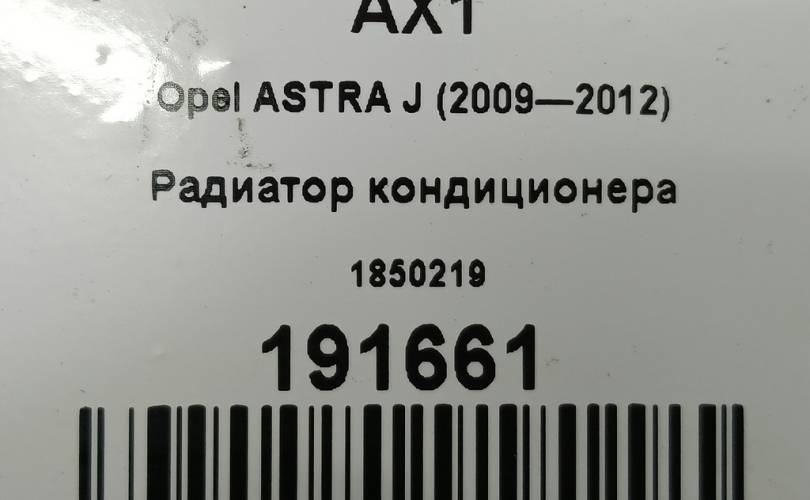 AX1
Opel ASTRA J (2009—2012)
Радиатор кондиционера
1850219
191661